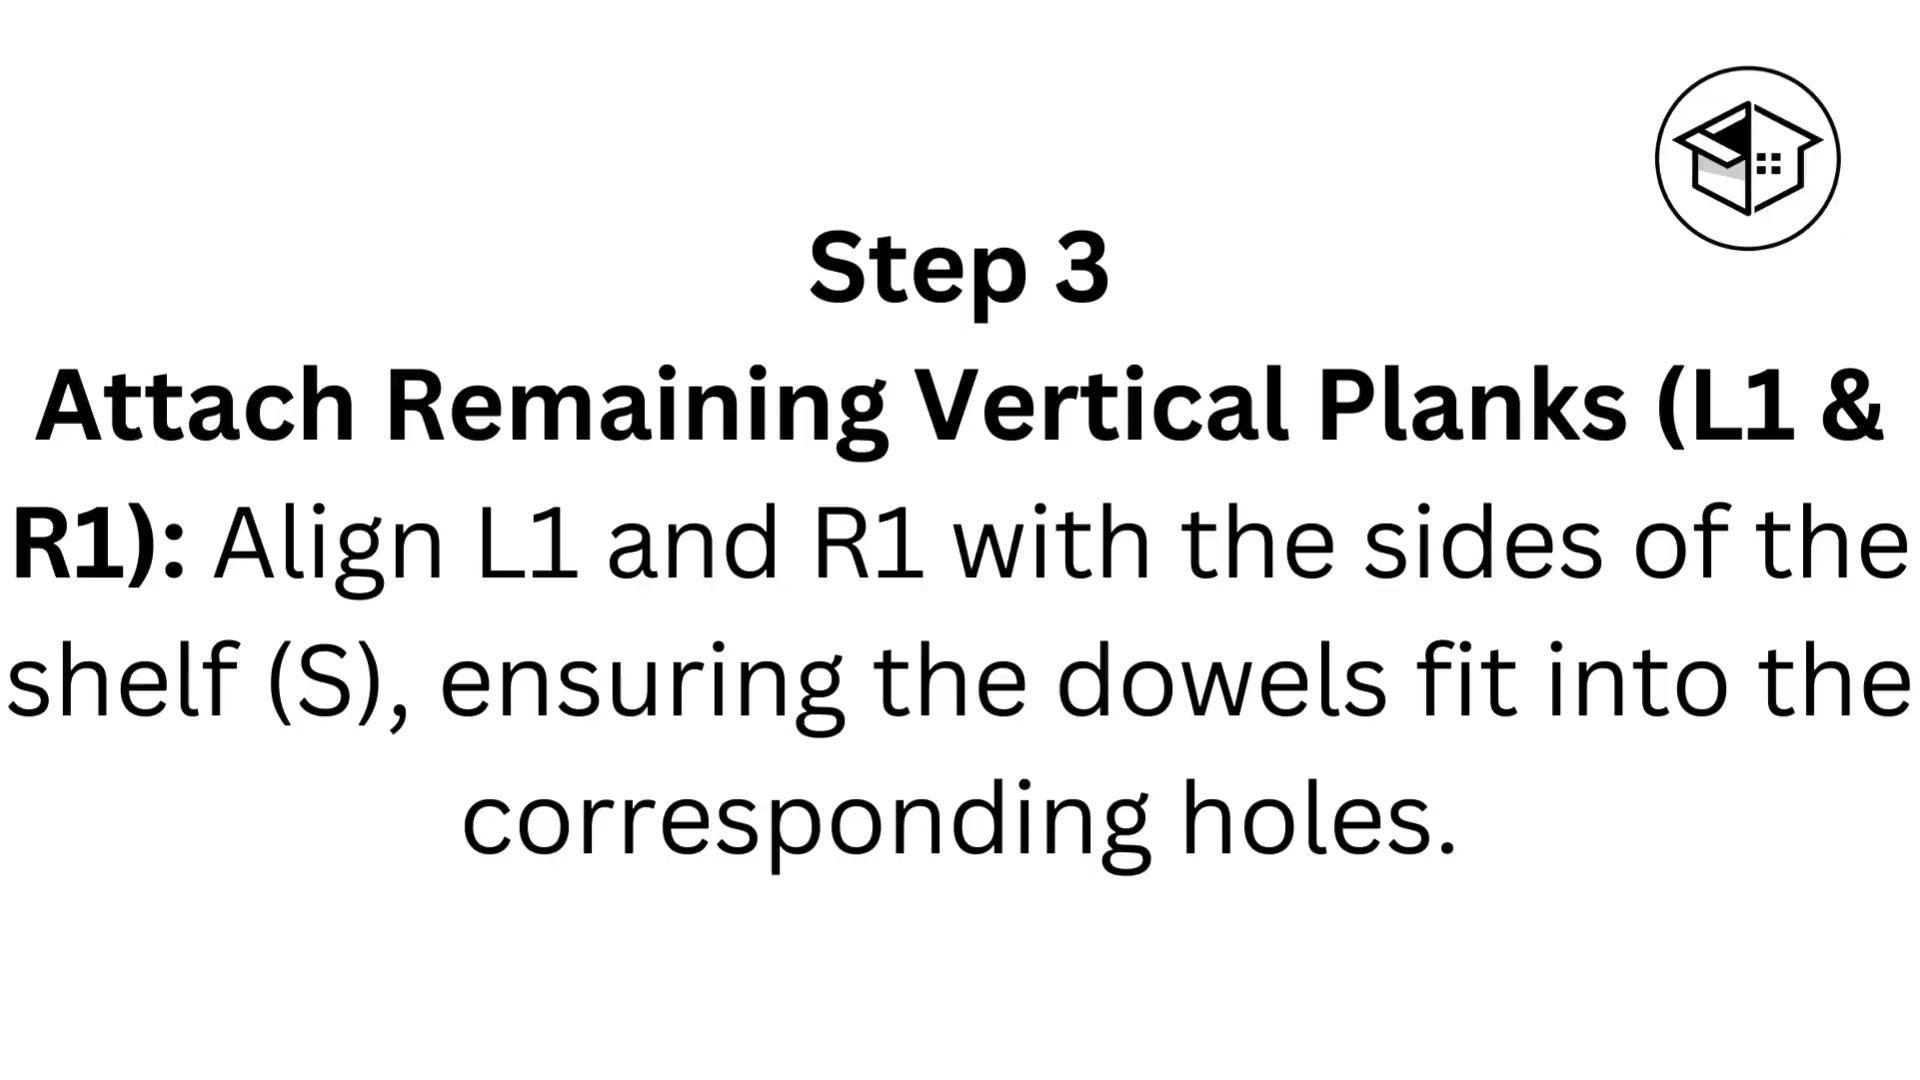 Step 3
Attach Remaining Vertical Planks (L1 &
R1): Align L1 and R1 with the sides of the
shelf (S), ensuring the dowels fit into the
corresponding holes.